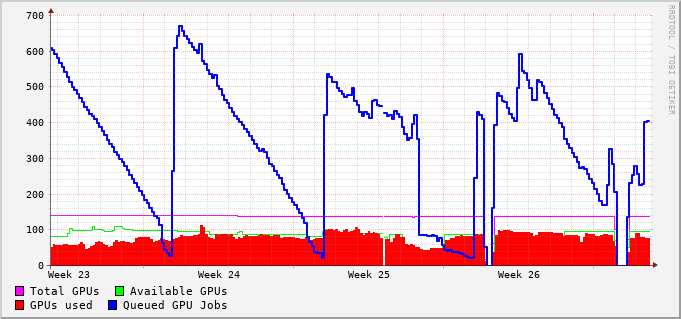 700
600
500
400
300
200
100
0
Week 23 Week 24 Week 25 Week 26
Total GPUs Available GPUs
GPUs used Queued GPU Jobs
RRDTOOL / TOBI OETIKER